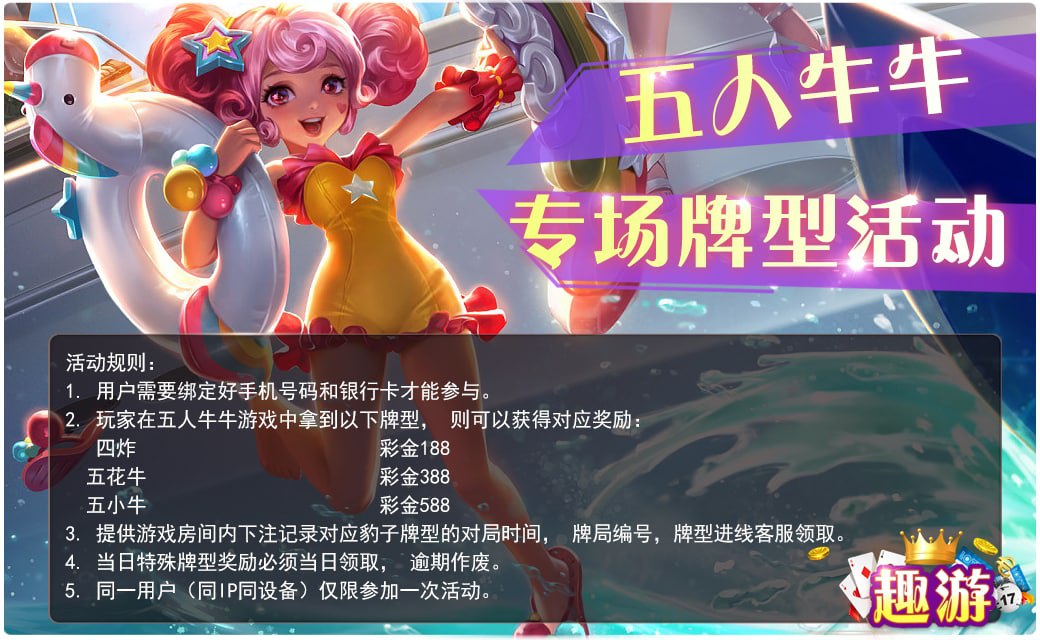 五人牛牛
专场牌型活动
活动规则：
1. 用户需要绑定好手机号码和银行卡才能参与。
2. 玩家在五人牛牛游戏中拿到以下牌型， 则可以获得对应奖励：
四炸 彩金188
五花牛 彩金388
五小牛 彩金588
3. 提供游戏房间内下注记录对应豹子牌型的对局时间， 牌局编号，牌型进线客服领取。
4. 当日特殊牌型奖励必须当日领取， 逾期作废。
5. 同一用户（同IP同设备）仅限参加一次活动。
趣游
17